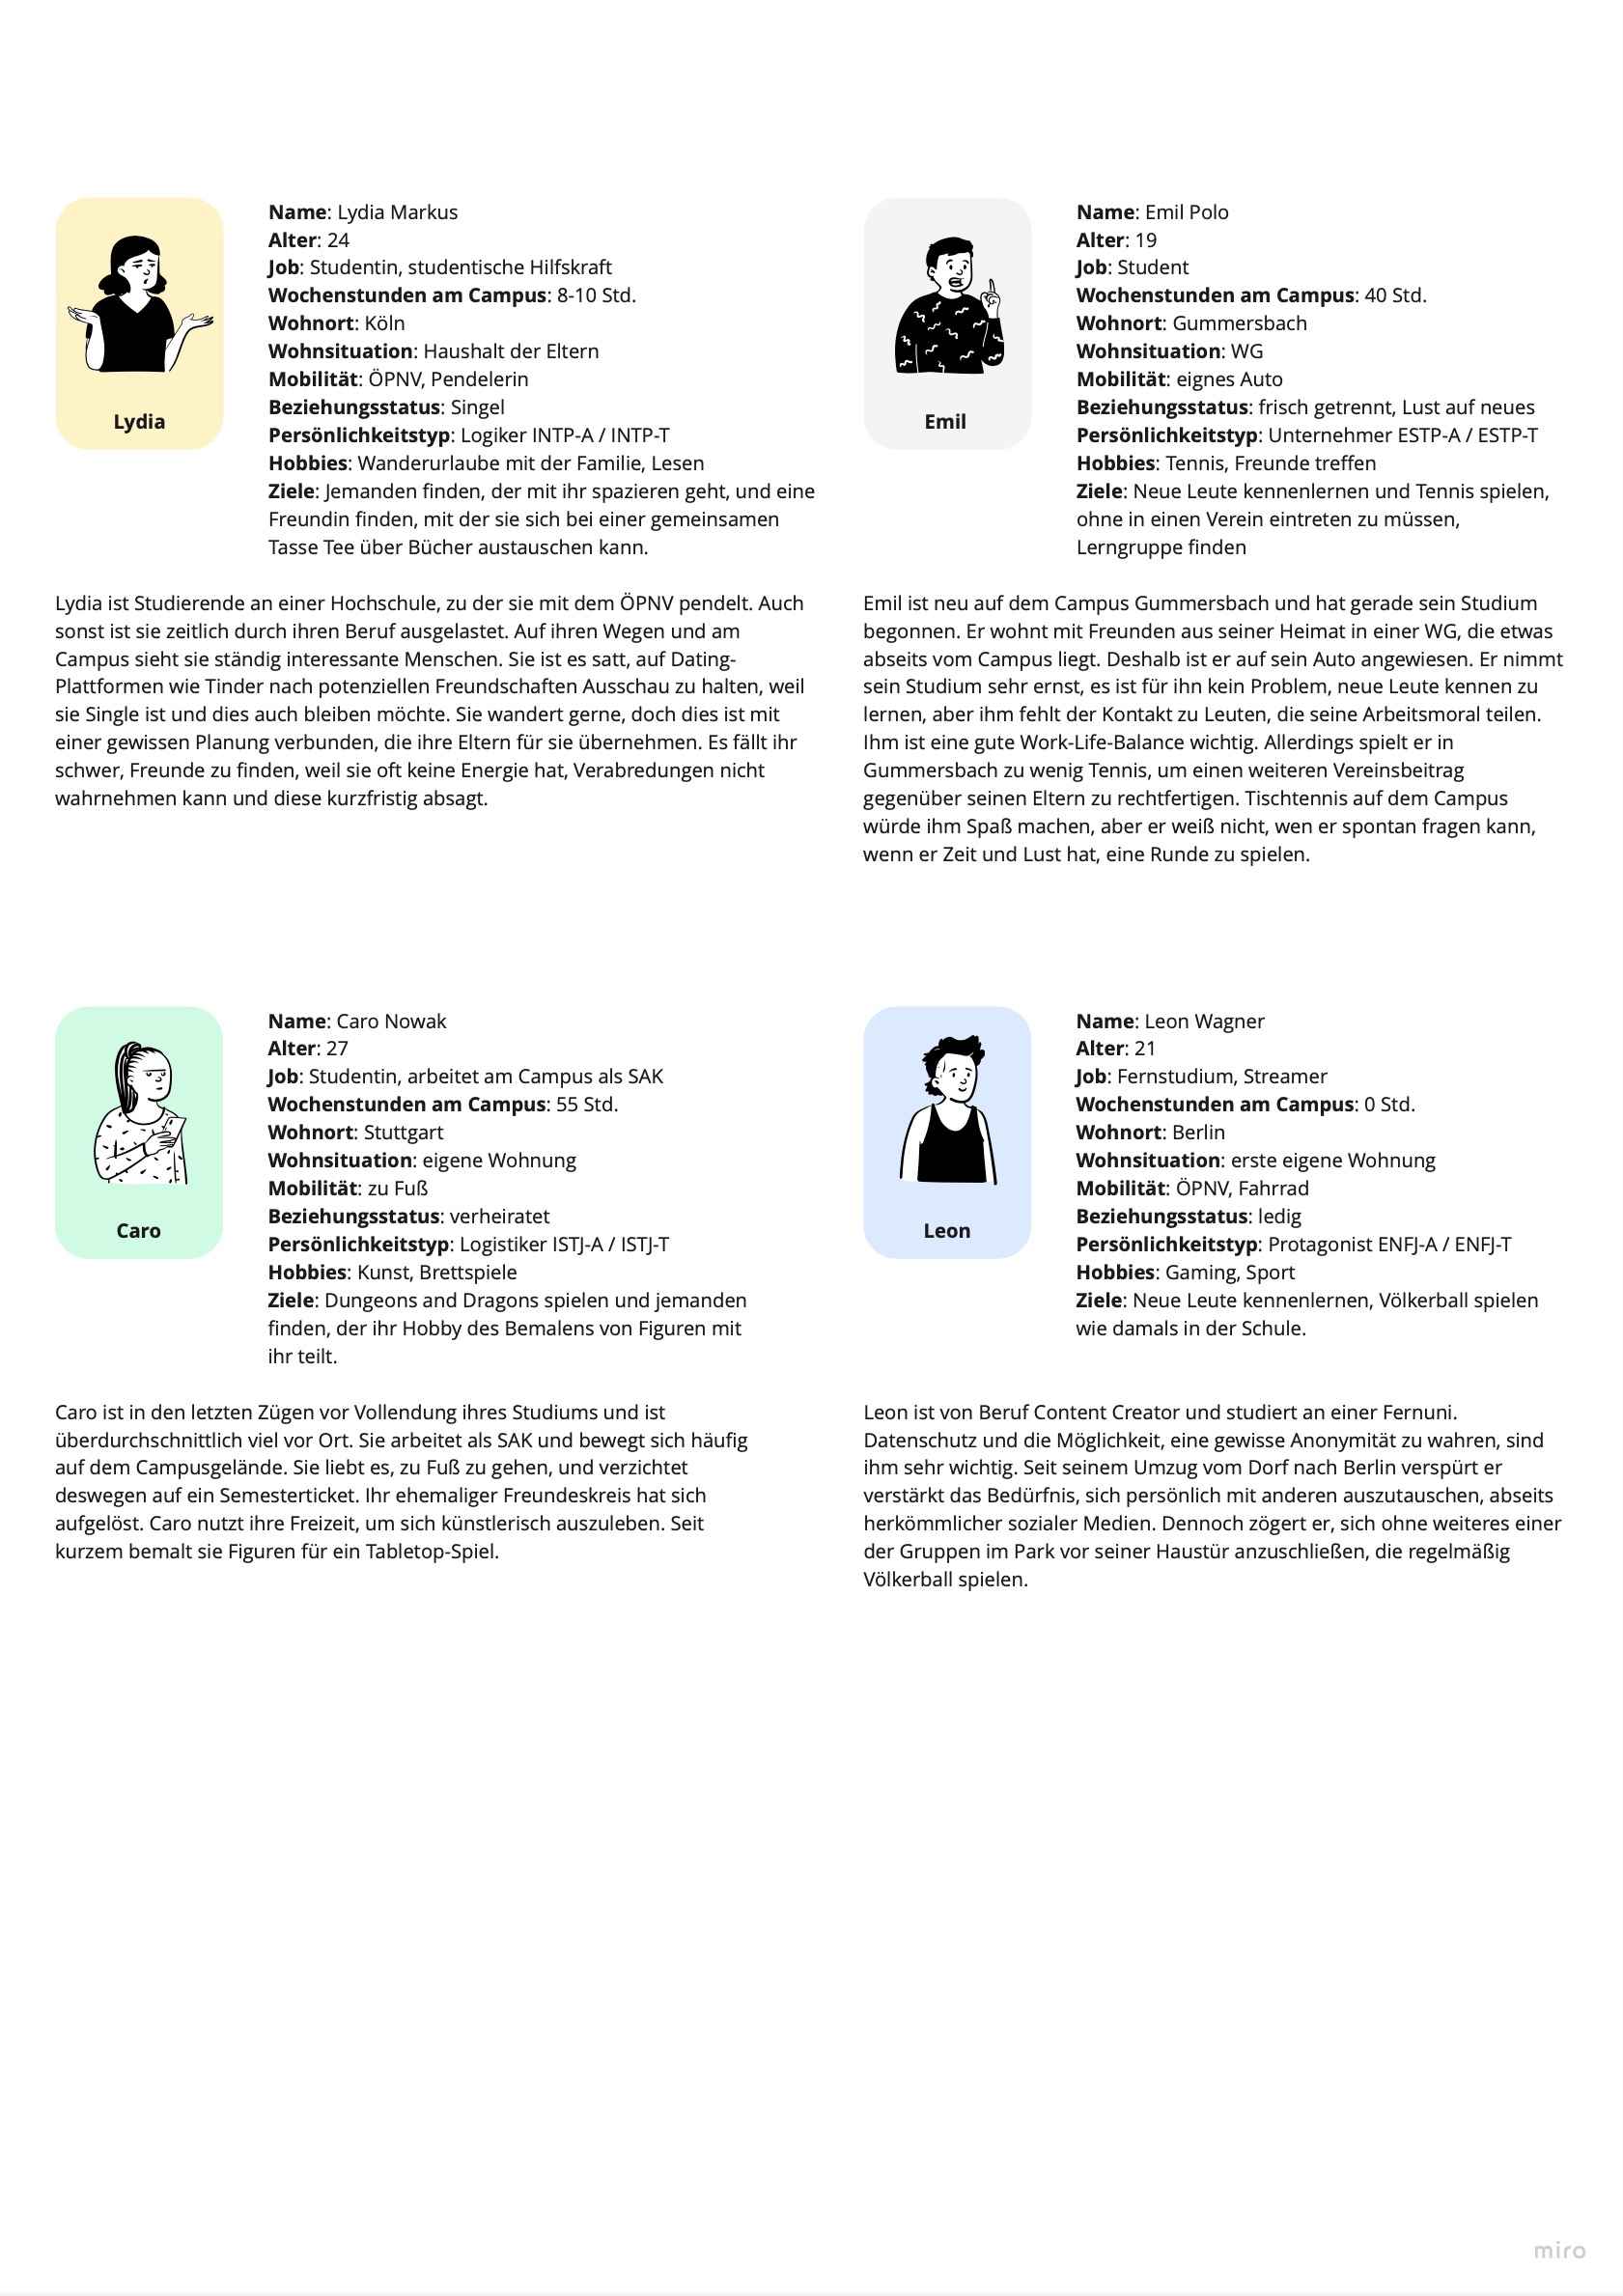 Lydia
Name: Lydia Markus
Alter: 24
Job: Studentin, studentische Hilfskraft
Wochenstunden am Campus: 8-10 Std.
Wohnort: Köln
Wohnsituation: Haushalt der Eltern
Mobilität: ÖPNV, Pendelerin
Beziehungsstatus: Singel
Persönlichkeitstyp: Logiker INTP-A / INTP-T
Hobbies: Wanderurlaube mit der Familie, Lesen
Ziele: Jemanden finden, der mit ihr spazieren geht, und eine
Freundin finden, mit der sie sich bei einer gemeinsamen
Tasse Tee über Bücher austauschen kann.
Lydia ist Studierende an einer Hochschule, zu der sie mit dem ÖPNV pendelt. Auch
sonst ist sie zeitlich durch ihren Beruf ausgelastet. Auf ihren Wegen und am
Campus sieht sie ständig interessante Menschen. Sie ist es satt, auf Dating-
Plattformen wie Tinder nach potenziellen Freundschaften Ausschau zu halten, weil
sie Single ist und dies auch bleiben möchte. Sie wandert gerne, doch dies ist mit
einer gewissen Planung verbunden, die ihre Eltern für sie übernehmen. Es fällt ihr
schwer, Freunde zu finden, weil sie oft keine Energie hat, Verabredungen nicht
wahrnehmen kann und diese kurzfristig absagt.
Emil
Name: Emil Polo
Alter: 19
Job: Student
Wochenstunden am Campus: 40 Std.
Wohnort: Gummersbach
Wohnsituation: WG
Mobilität: eignes Auto
Beziehungsstatus: frisch getrennt, Lust auf neues
Persönlichkeitstyp: Unternehmer ESTP-A / ESTP-T
Hobbies: Tennis, Freunde treffen
Ziele: Neue Leute kennenlernen und Tennis spielen,
ohne in einen Verein eintreten zu müssen,
Lerngruppe finden
Emil ist neu auf dem Campus Gummersbach und hat gerade sein Studium
begonnen. Er wohnt mit Freunden aus seiner Heimat in einer WG, die etwas
abseits vom Campus liegt. Deshalb ist er auf sein Auto angewiesen. Er nimmt
sein Studium sehr ernst, es ist für ihn kein Problem, neue Leute kennen zu
lernen, aber ihm fehlt der Kontakt zu Leuten, die seine Arbeitsmoral teilen.
Ihm ist eine gute Work-Life-Balance wichtig. Allerdings spielt er in
Gummersbach zu wenig Tennis, um einen weiteren Vereinsbeitrag
gegenüber seinen Eltern zu rechtfertigen. Tischtennis auf dem Campus
würde ihm Spaß machen, aber er weiß nicht, wen er spontan fragen kann,
wenn er Zeit und Lust hat, eine Runde zu spielen.
Caro
Name: Caro Nowak
Alter: 27
Job: Studentin, arbeitet am Campus als SAK
Wochenstunden am Campus: 55 Std.
Wohnort: Stuttgart
Wohnsituation: eigene Wohnung
Mobilität: zu Fuß
Beziehungsstatus: verheiratet
Persönlichkeitstyp: Logistiker ISTJ-A / ISTJ-T
Hobbies: Kunst, Brettspiele
Ziele: Dungeons and Dragons spielen und jemanden
finden, der ihr Hobby des Bemalens von Figuren mit
ihr teilt.
Caro ist in den letzten Zügen vor Vollendung ihres Studiums und ist
überdurchschnittlich viel vor Ort. Sie arbeitet als SAK und bewegt sich häufig
auf dem Campusgelände. Sie liebt es, zu Fuß zu gehen, und verzichtet
deswegen auf ein Semesterticket. Ihr ehemaliger Freundeskreis hat sich
aufgelöst. Caro nutzt ihre Freizeit, um sich künstlerisch auszuleben. Seit
kurzem bemalt sie Figuren für ein Tabletop-Spiel.
Leon
Name: Leon Wagner
Alter: 21
Job: Fernstudium, Streamer
Wochenstunden am Campus: 0 Std.
Wohnort: Berlin
Wohnsituation: erste eigene Wohnung
Mobilität: ÖPNV, Fahrrad
Beziehungsstatus: ledig
Persönlichkeitstyp: Protagonist ENFJ-A / ENFJ-T
Hobbies: Gaming, Sport
Ziele: Neue Leute kennenlernen, Völkerball spielen
wie damals in der Schule.
Leon ist von Beruf Content Creator und studiert an einer Fernuni.
Datenschutz und die Möglichkeit, eine gewisse Anonymität zu wahren, sind
ihm sehr wichtig. Seit seinem Umzug vom Dorf nach Berlin verspürt er
verstärkt das Bedürfnis, sich persönlich mit anderen auszutauschen, abseits
herkömmlicher sozialer Medien. Dennoch zögert er, sich ohne weiteres einer
der Gruppen im Park vor seiner Haustür anzuschließen, die regelmäßig
Völkerball spielen.
miro